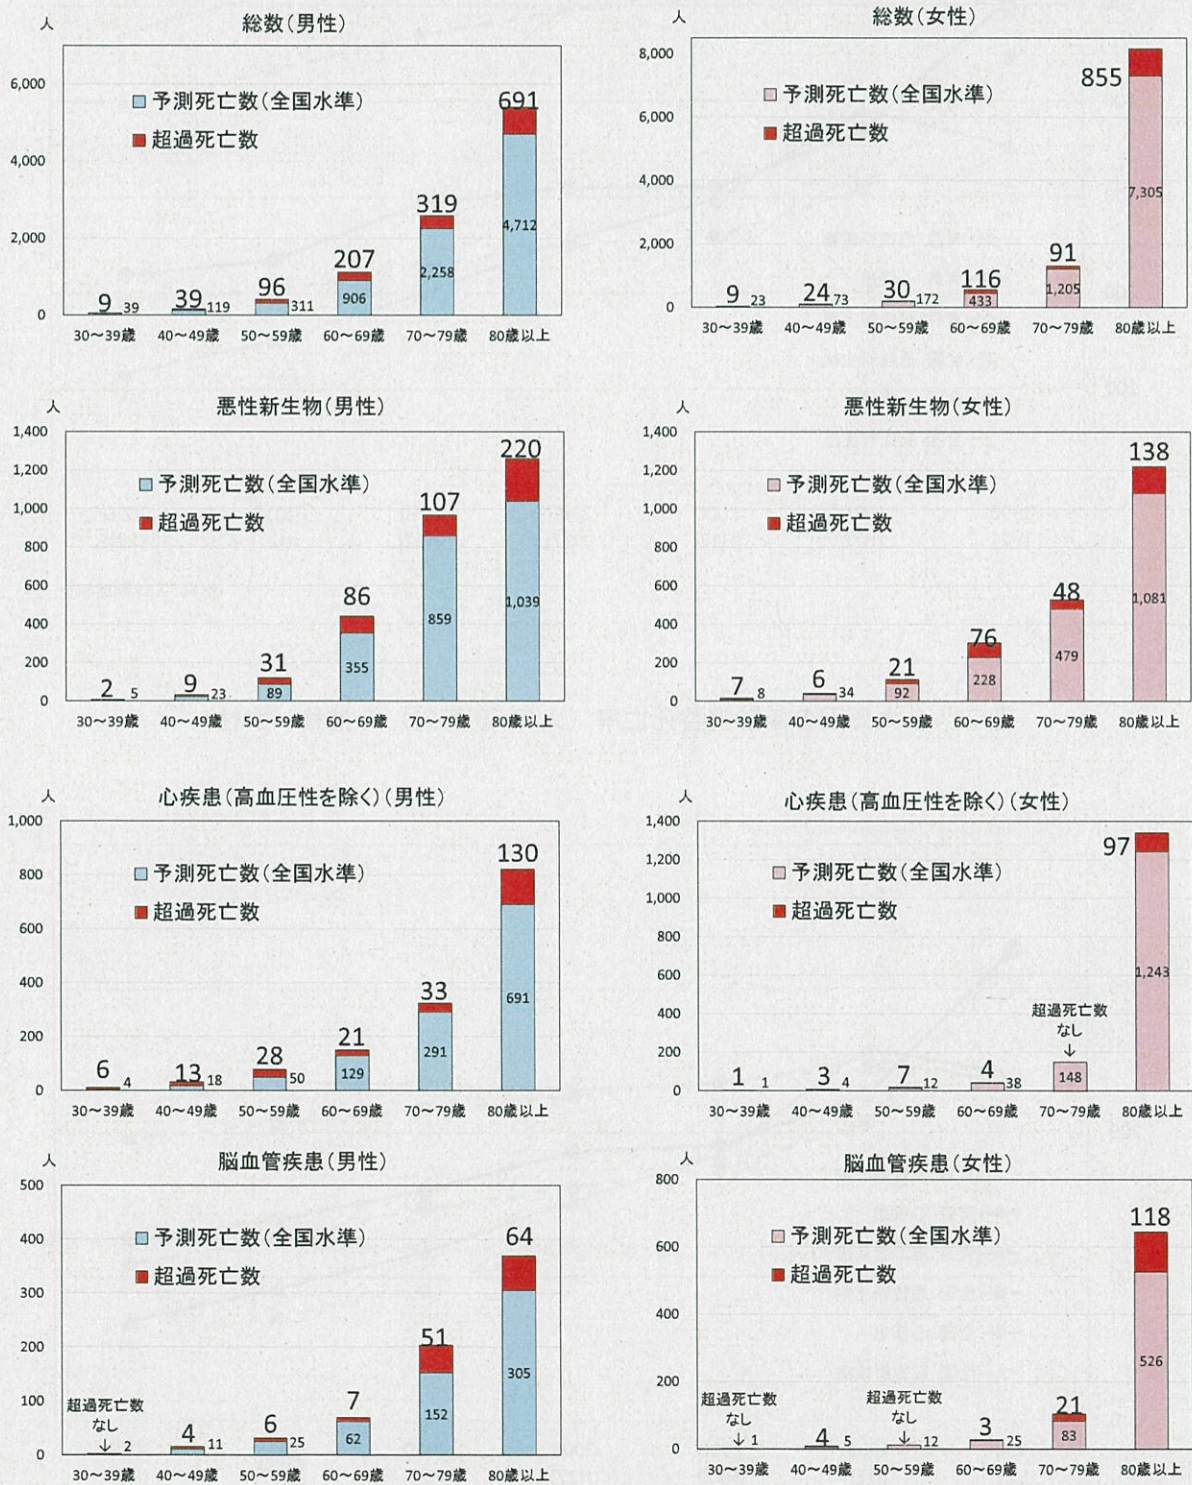 総数(男性)
人
6,000
4,000
2,000
0
予測死亡数(全国水準)
超過死亡数
9 39
39 119
96 311
207 906
319 2,258
691 4,712
30～39歳 40～49歳 50～59歳 60～69歳 70～79歳 80歳以上
総数(女性)
人
8,000
6,000
4,000
2,000
0
予測死亡数(全国水準)
超過死亡数
9 23
24 73
30 172
116 433
91 1,205
855 7,305
30～39歳 40～49歳 50～59歳 60～69歳 70～79歳 80歳以上
悪性新生物(男性)
人
1,400
1,200
1,000
800
600
400
200
0
予測死亡数(全国水準)
超過死亡数
2 5
9 23
31 89
86 355
107 859
220 1,039
30～39歳 40～49歳 50～59歳 60～69歳 70～79歳 80歳以上
悪性新生物(女性)
人
1,400
1,200
1,000
800
600
400
200
0
予測死亡数(全国水準)
超過死亡数
7 8
6 34
21 92
76 228
48 479
138 1,081
30～39歳 40～49歳 50～59歳 60～69歳 70～79歳 80歳以上
心疾患(高血圧性を除く)(男性)
人
1,000
800
600
400
200
0
予測死亡数(全国水準)
超過死亡数
6 4
13 18
28 50
21 129
33 291
130 691
30～39歳 40～49歳 50～59歳 60～69歳 70～79歳 80歳以上
心疾患(高血圧性を除く)(女性)
人
1,400
1,200
1,000
800
600
400
200
0
予測死亡数(全国水準)
超過死亡数
1 1
3 4
7 12
4 38
超過死亡数
なし
↓
148
97 1,243
30～39歳 40～49歳 50～59歳 60～69歳 70～79歳 80歳以上
脳血管疾患(男性)
人
500
400
300
200
100
0
予測死亡数(全国水準)
超過死亡数
超過死亡数
なし
↓ 2
4 11
6 25
7 62
51 152
64 305
30～39歳 40～49歳 50～59歳 60～69歳 70～79歳 80歳以上
脳血管疾患(女性)
人
800
600
400
200
0
予測死亡数(全国水準)
超過死亡数
超過死亡数
なし
↓ 1
4 5
超過死亡数
なし
↓ 12
3 25
21 83
118 526
30～39歳 40～49歳 50～59歳 60～69歳 70～79歳 80歳以上